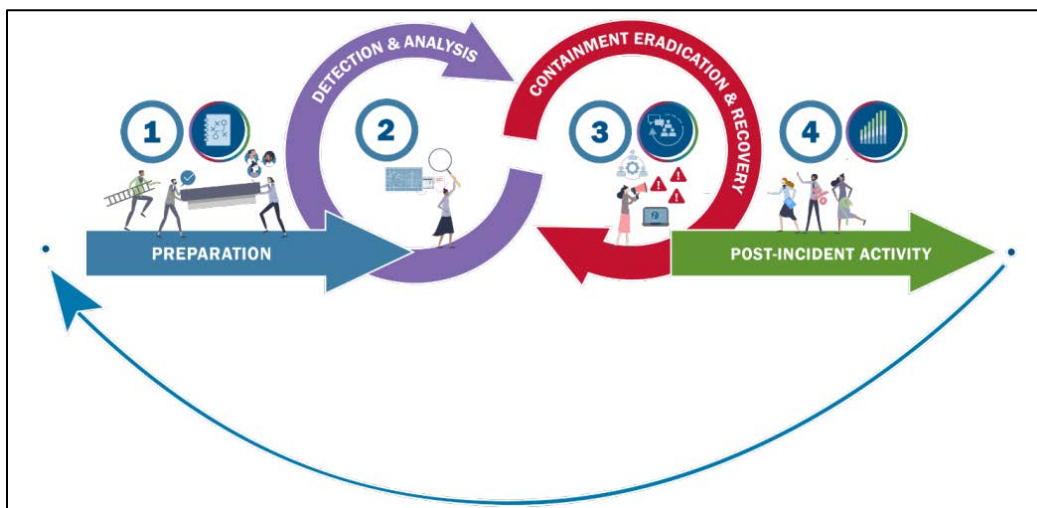 1
PREPARATION
DETECTION & ANALYSIS
2
CONTAINMENT ERADICATION & RECOVERY
3
4
POST-INCIDENT ACTIVITY